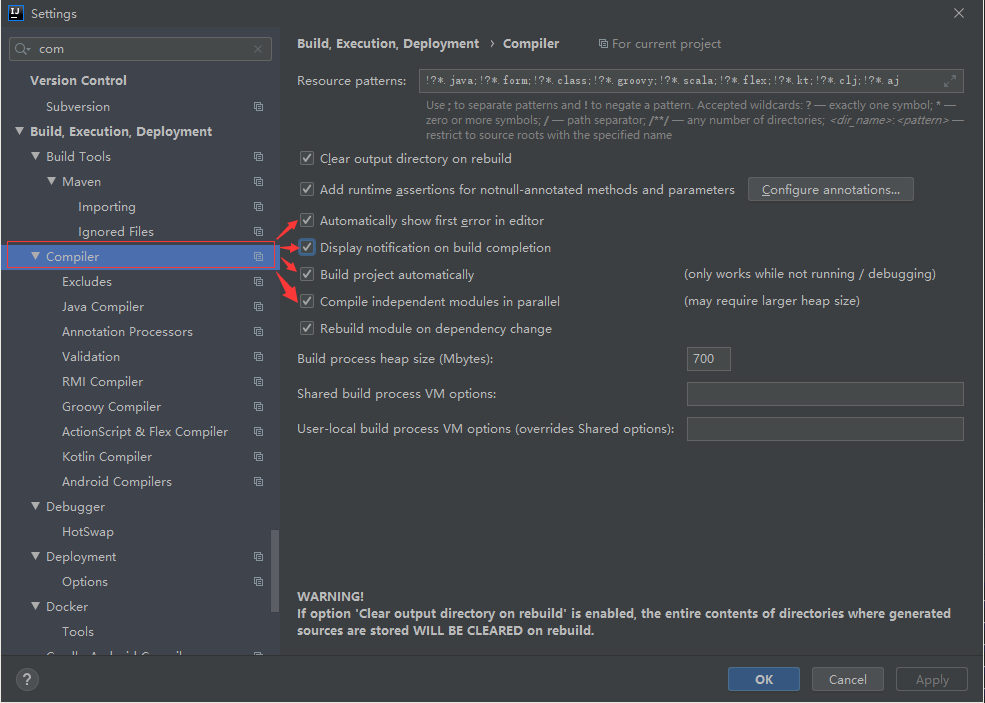 Settings
com
Version Control
Subversion
Build, Execution, Deployment
Build Tools
Maven
Importing
Ignored Files
Compiler
Excludes
Java Compiler
Annotation Processors
Validation
RMI Compiler
Groovy Compiler
ActionScript & Flex Compiler
Kotlin Compiler
Android Compilers
Debugger
HotSwap
Deployment
Options
Docker
Tools
Build, Execution, Deployment › Compiler For current project
Resource patterns: !?*.java;!?*.form;!?*.class;!?*.groovy;!?*.scala;!?*.flex;!?*.kt;!?*.clj;!?*.aj
Use ; to separate patterns and ! to negate a pattern. Accepted wildcards: ? — exactly one symbol; * —
zero or more symbols; / — path separator; /**/ — any number of directories; <dir_name>:<pattern> —
restrict to source roots with the specified name
Clear output directory on rebuild
Add runtime assertions for notnull-annotated methods and parameters Configure annotations...
Automatically show first error in editor
Display notification on build completion
Build project automatically (only works while not running / debugging)
Compile independent modules in parallel (may require larger heap size)
Rebuild module on dependency change
Build process heap size (Mbytes): 700
Shared build process VM options:
User-local build process VM options (overrides Shared options):
WARNING!
If option 'Clear output directory on rebuild' is enabled, the entire contents of directories where generated
sources are stored WILL BE CLEARED on rebuild.
? OK Cancel Apply